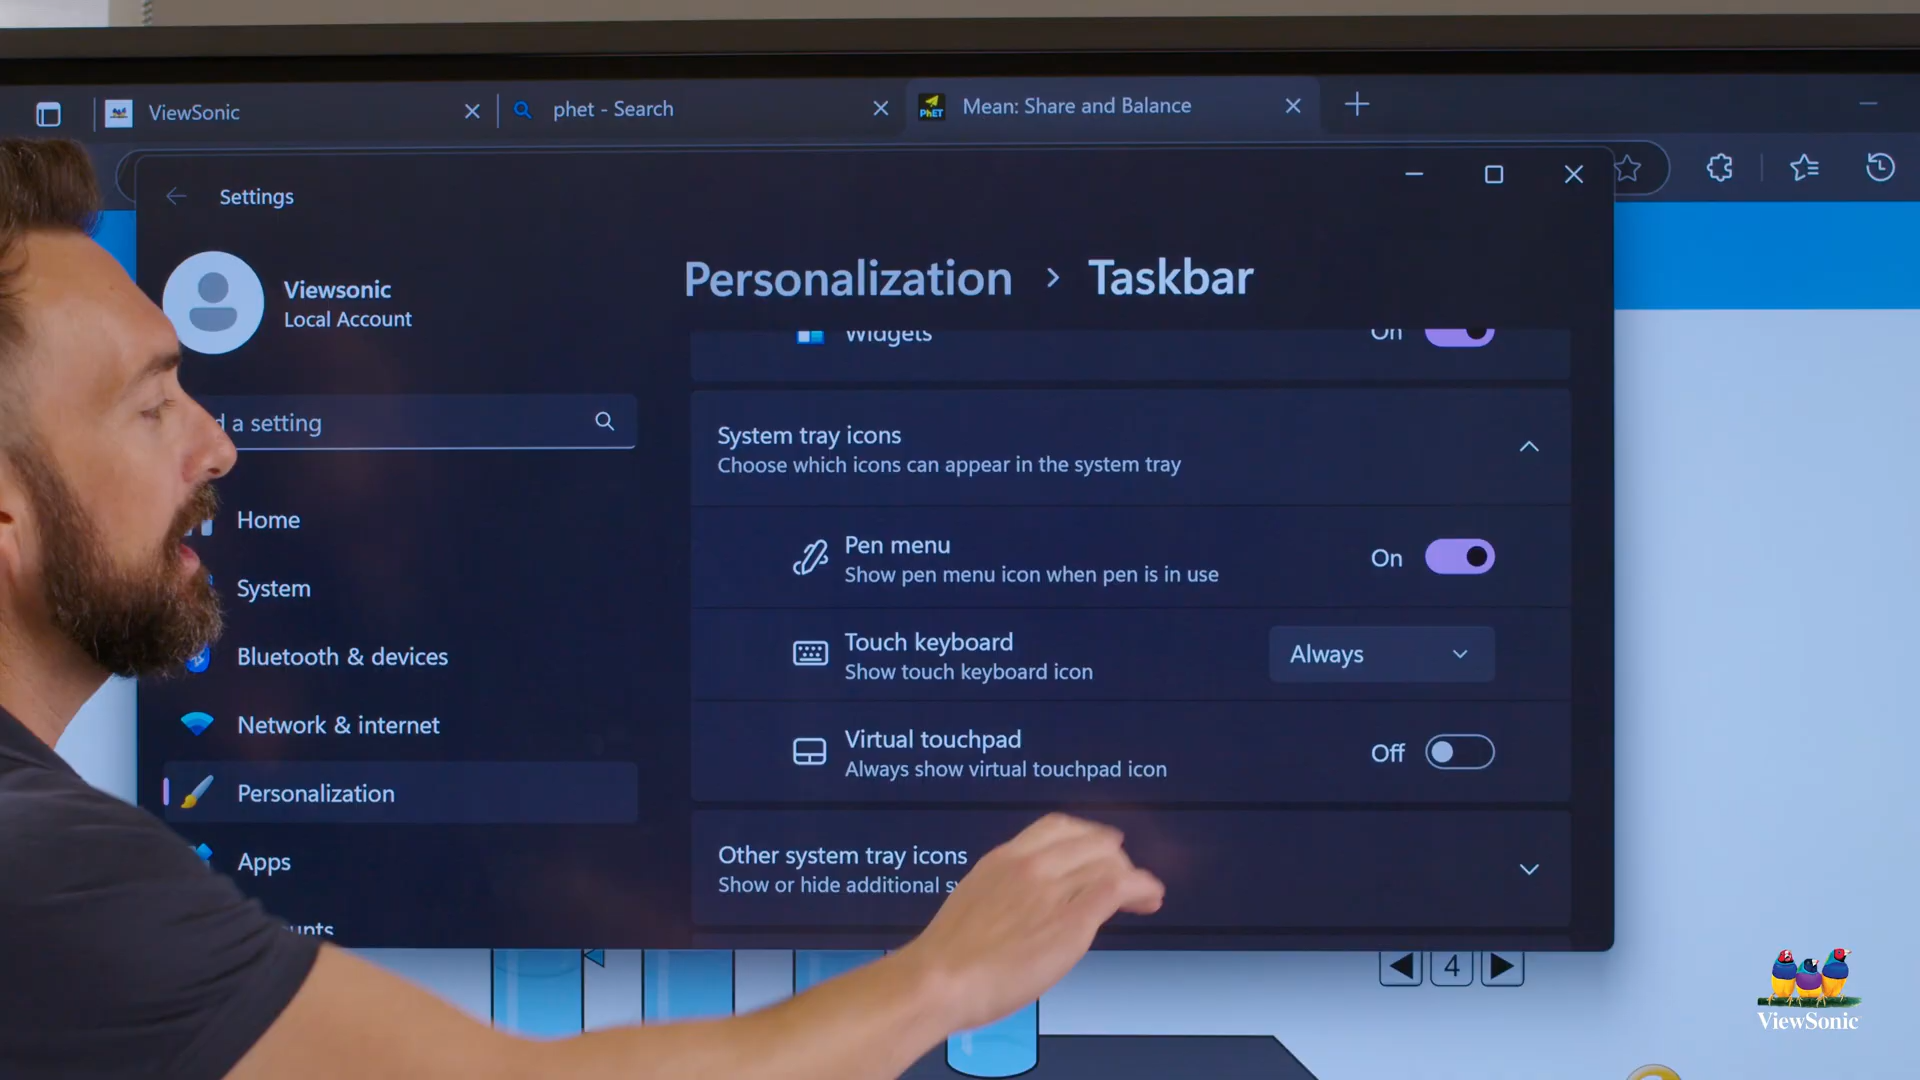 ViewSonic
phet - Search
PhET
Mean: Share and Balance
Settings
Viewsonic
Local Account
a setting
Personalization > Taskbar
Widgets
On
System tray icons
Choose which icons can appear in the system tray
Home
Pen menu
Show pen menu icon when pen is in use
On
System
Touch keyboard
Show touch keyboard icon
Always
Bluetooth & devices
Network & internet
Virtual touchpad
Always show virtual touchpad icon
Off
Personalization
Apps
Other system tray icons
Show or hide additional
4
ViewSonic